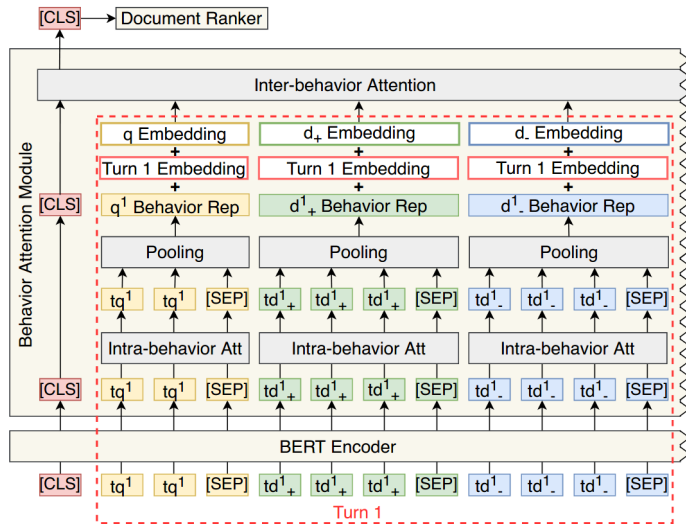 [CLS] Document Ranker
Inter-behavior Attention
q Embedding d₊ Embedding d₋ Embedding
+ + +
Turn 1 Embedding Turn 1 Embedding Turn 1 Embedding
+ + +
[CLS] q¹ Behavior Rep d¹₊ Behavior Rep d¹₋ Behavior Rep
Pooling Pooling Pooling
tq¹ tq¹ [SEP] td¹₊ td¹₊ td¹₊ [SEP] td¹₋ td¹₋ td¹₋ [SEP]
Intra-behavior Att Intra-behavior Att Intra-behavior Att
[CLS] tq¹ tq¹ [SEP] td¹₊ td¹₊ td¹₊ [SEP] td¹₋ td¹₋ td¹₋ [SEP]
Behavior Attention Module
BERT Encoder
[CLS] tq¹ tq¹ [SEP] td¹₊ td¹₊ td¹₊ [SEP] td¹₋ td¹₋ td¹₋ [SEP]
Turn 1